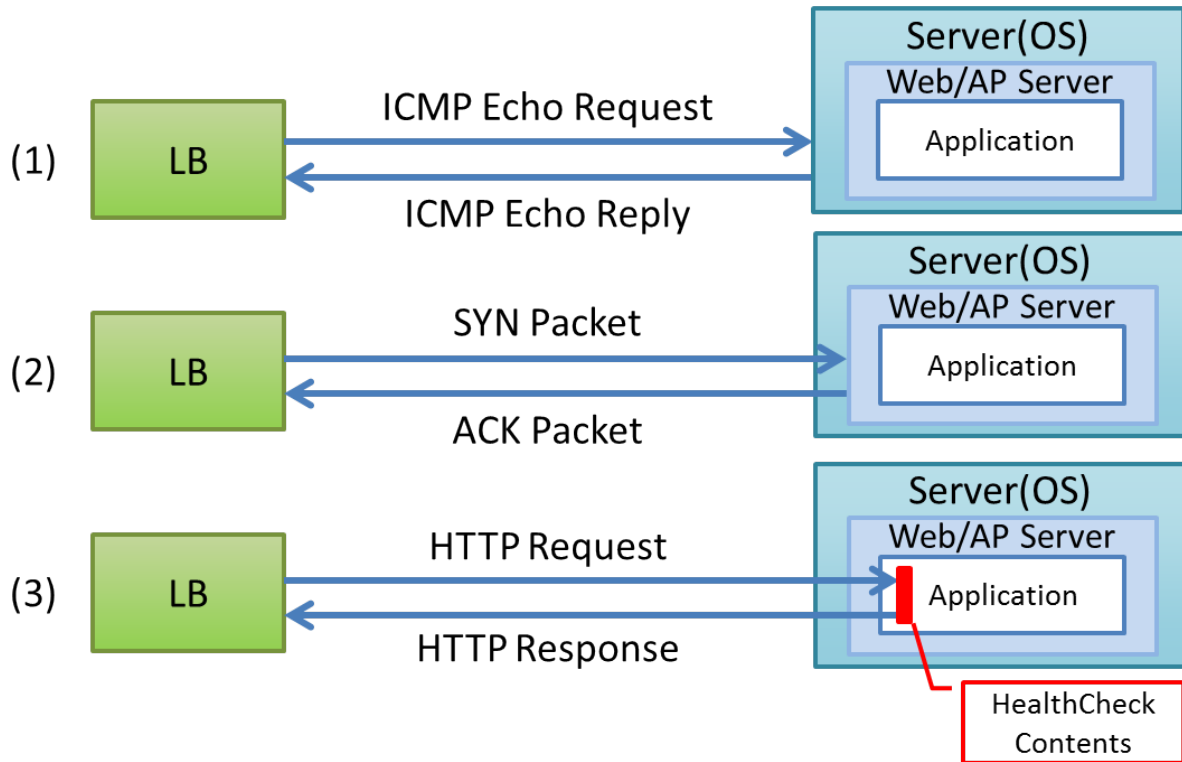 Server(OS)
Web/AP Server
ICMP Echo Request
(1)
LB
Application
ICMP Echo Reply
Server(OS)
Web/AP Server
SYN Packet
(2)
LB
Application
ACK Packet
Server(OS)
Web/AP Server
HTTP Request
(3)
LB
Application
HTTP Response
HealthCheck
Contents